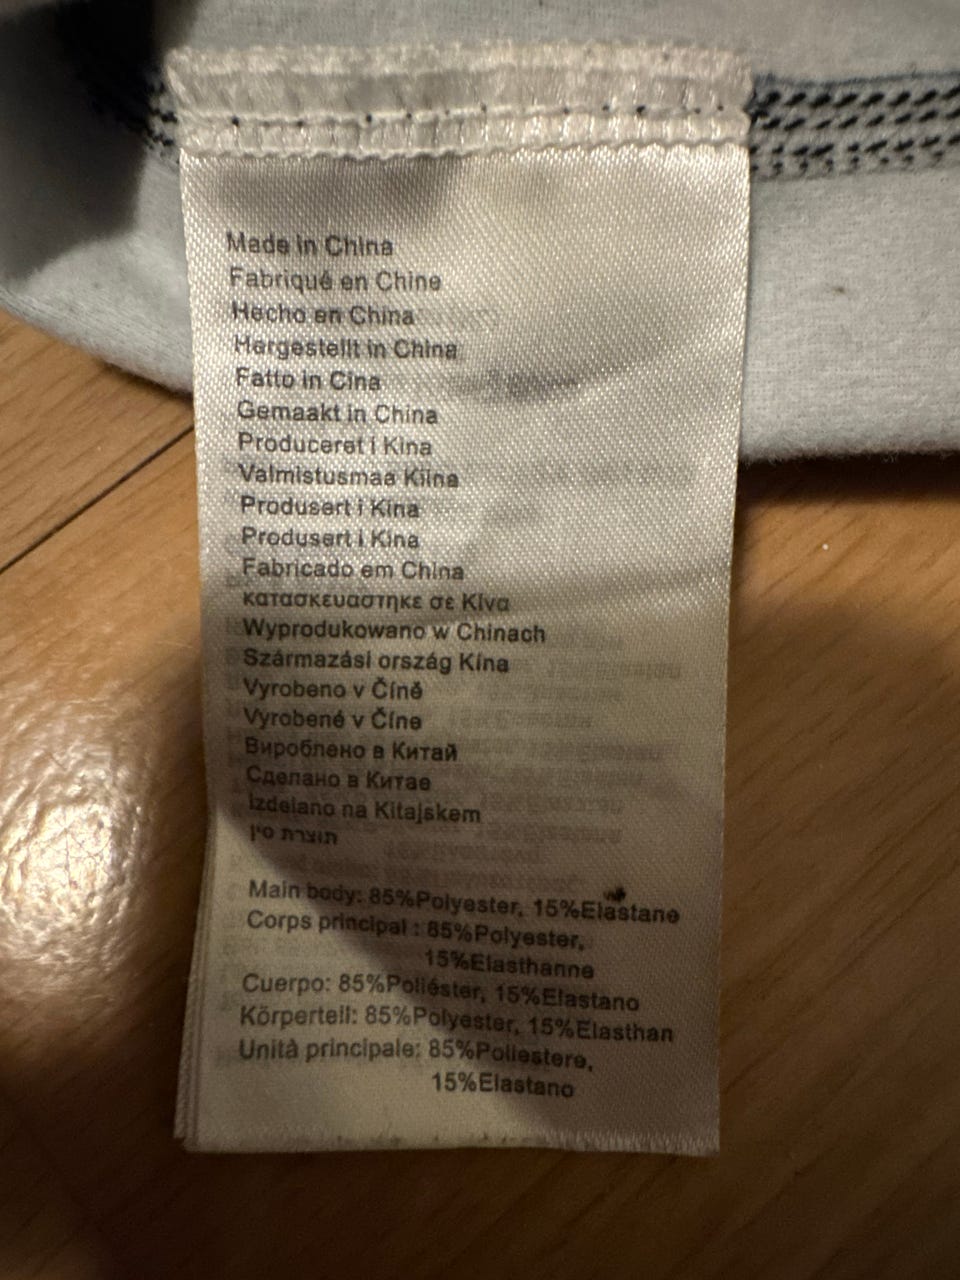 Made in China
Fabriqué en Chine
Hecho en China
Hergestellt in China
Fatto in Cina
Gemaakt in China
Produceret i Kina
Valmistusmaa Kiina
Produsert i Kina
Produsert i Kina
Fabricado em China
κατασκευαστηκε σε Κίνα
Wyprodukowano w Chinach
Származási ország Kína
Vyrobeno v Číně
Vyrobené v Číne
Вироблено в Китай
Сделано в Китае
Izdelano na Kitajskem
תוצרת סין
Main body: 85%Polyester, 15%Elastane
Corps principal : 85%Polyester,
15%Elasthanne
Cuerpo: 85%Poliéster, 15%Elastano
Körperteil: 85%Polyester, 15%Elasthan
Unità principale: 85%Poliestere,
15%Elastano